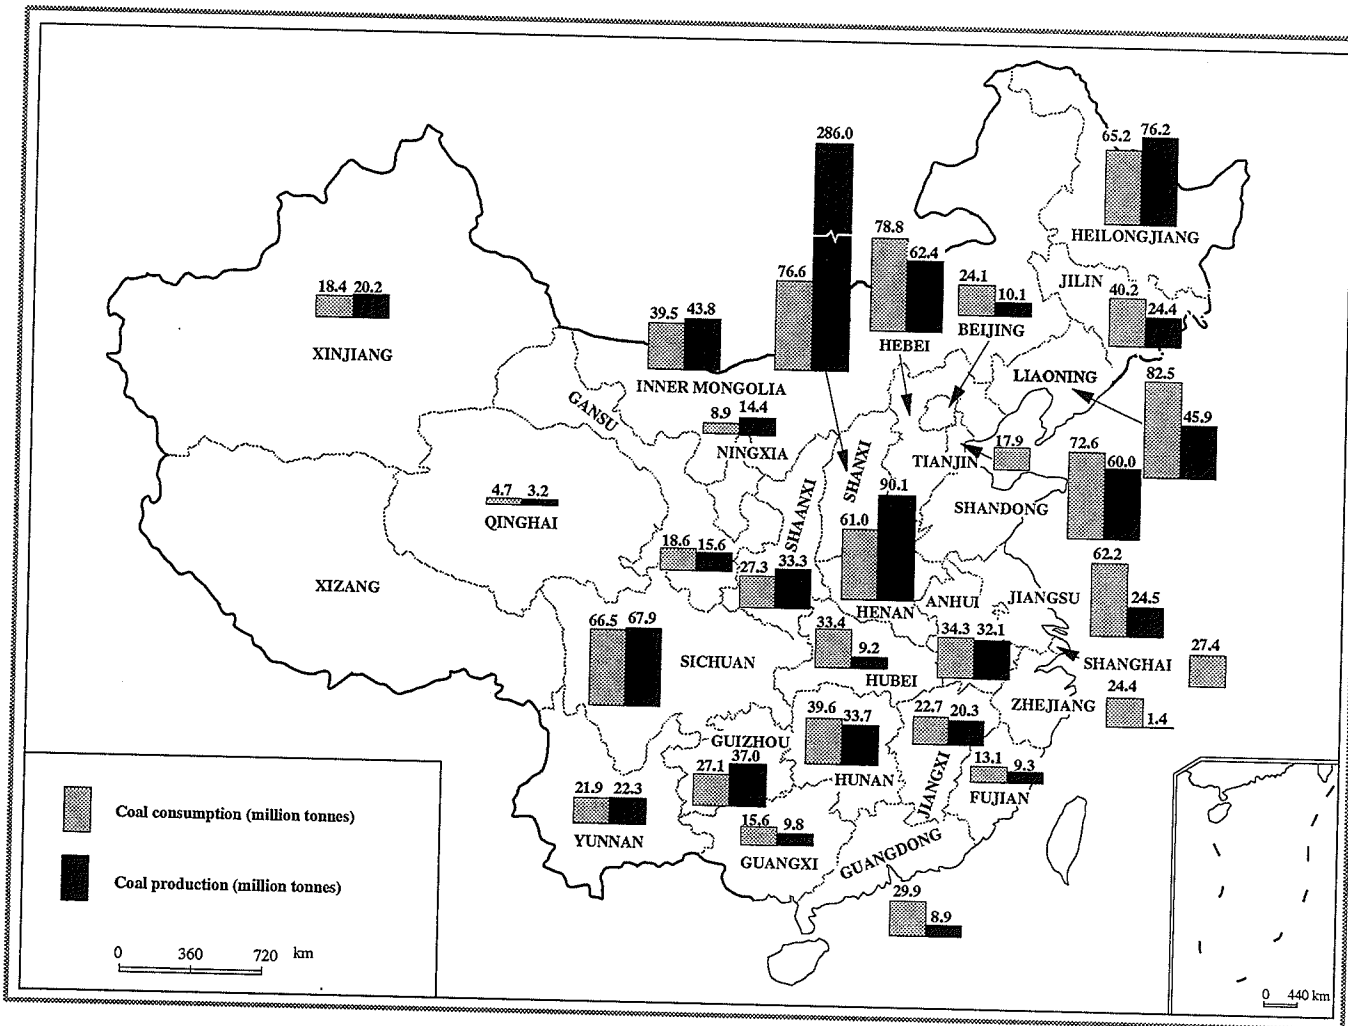 286.0
65.2 76.2
HEILONGJIANG
78.8
62.4
76.6
HEBEI
24.1
10.1
BEIJING
JILIN
40.2
24.4
18.4 20.2
XINJIANG
39.5 43.8
INNER MONGOLIA
LIAONING
82.5
45.9
GANSU
8.9 14.4
NINGXIA
SHANXI
TIANJIN
17.9
72.6
60.0
SHANDONG
4.7 3.2
QINGHAI
SHAANXI
90.1
61.0
HENAN
18.6 15.6
27.3 33.3
XIZANG
ANHUI
JIANGSU
62.2
24.5
66.5 67.9
SICHUAN
33.4
9.2
HUBEI
34.3 32.1
SHANGHAI
27.4
ZHEJIANG
24.4
1.4
39.6
33.7
HUNAN
22.7 20.3
JIANGXI
GUIZHOU
27.1 37.0
13.1 9.3
FUJIAN
21.9 22.3
YUNNAN
15.6 9.8
GUANGXI
GUANGDONG
29.9
8.9
Coal consumption (million tonnes)
Coal production (million tonnes)
0 360 720 km
0 440 km